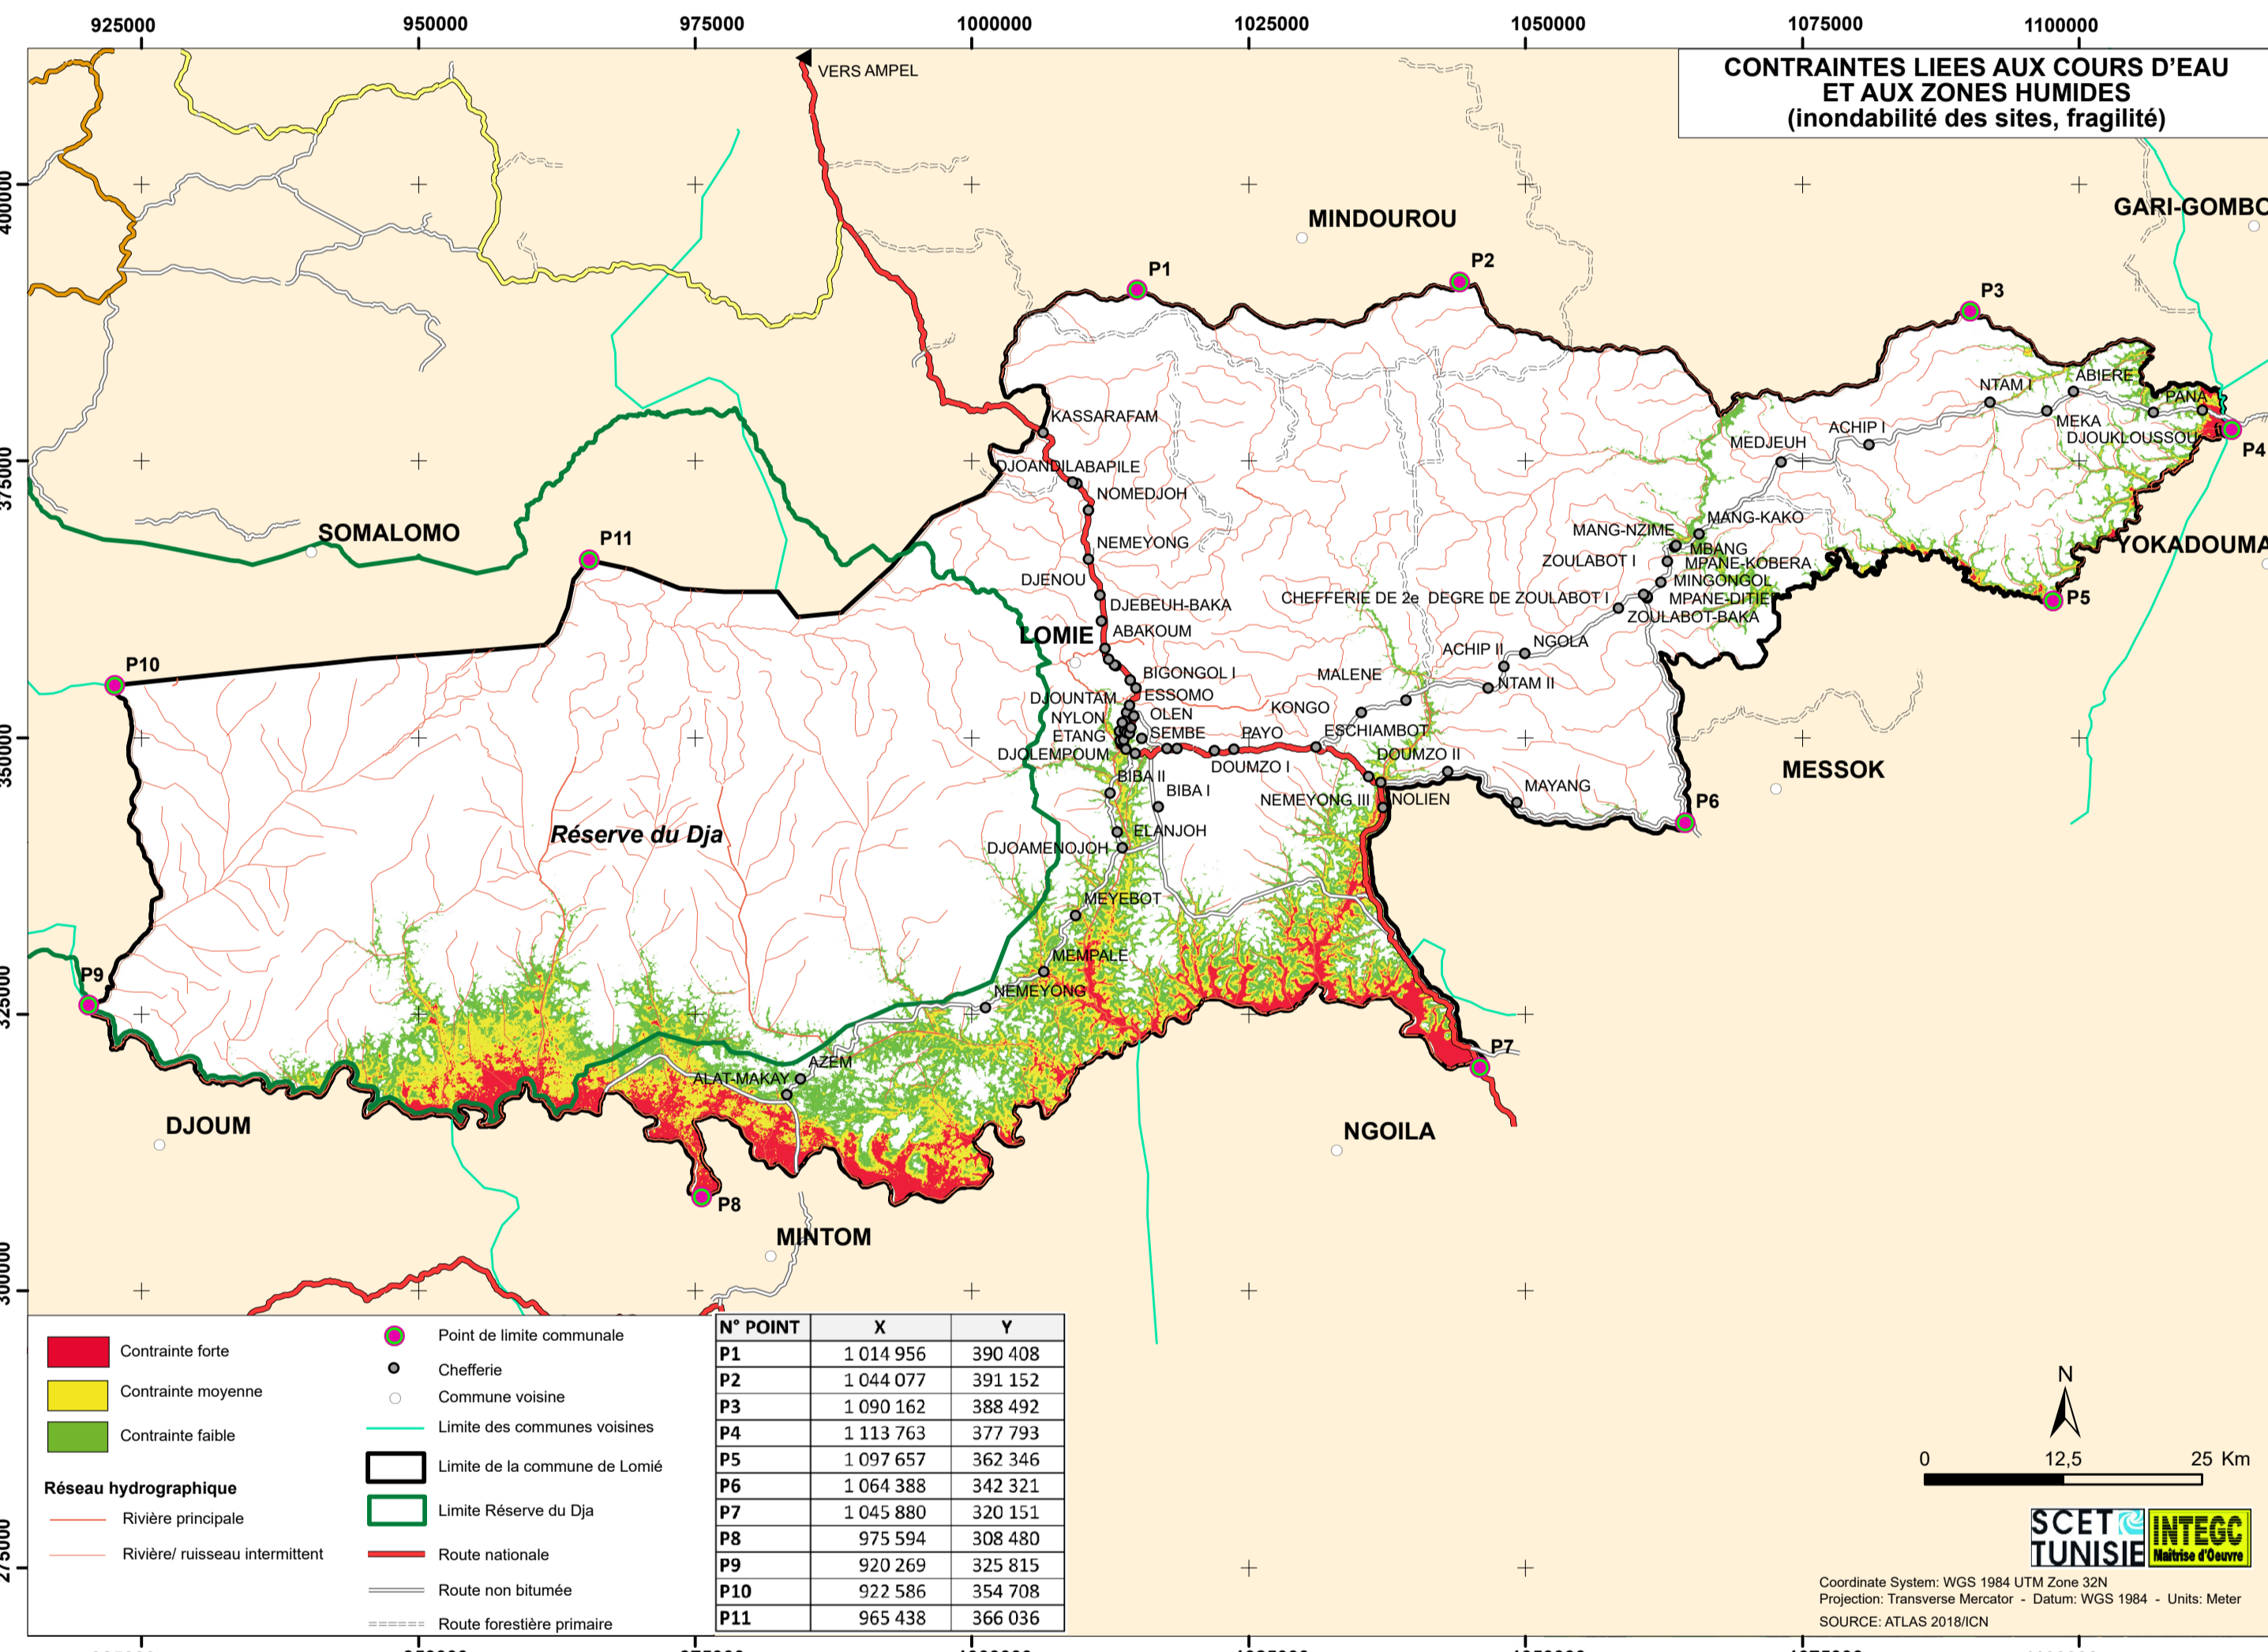 925000 950000 975000 1000000 1025000 1050000 1075000 1100000
CONTRAINTES LIEES AUX COURS D'EAU
ET AUX ZONES HUMIDES
(inondabilité des sites, fragilité)
VERS AMPEL
400000
MINDOUROU
GARI-GOMBO
P1
P2
P3
NTAM I
ABIERE
PANA
KASSARAFAM
MEKA
ACHIP I
DJOUKLOUSSOU
MEDJEUH
P4
375000
DJOANDILABAPILE
NOMEDJOH
MANG-KAKO
SOMALOMO
MANG-NZIME
P11
NEMEYONG
MBANG
YOKADOUMA
ZOULABOT I
MPANE-KOBERA
DJENOU
MINGONGOL
CHEFFERIE DE 2e DEGRE DE ZOULABOT I
MPANE-DITIE
P5
DJEBEUH-BAKA
ZOULABOT-BAKA
LOMIE
ABAKOUM
NGOLA
ACHIP II
P10
BIGONGOL I
MALENE
NTAM II
DJOUNTAM
ESSOMO
KONGO
NYLON
OLEN
ETANG
SEMBE
PAYO
ESCHIAMBOT
350000
DJOLEMPOUM
DOUMZO II
DOUMZO I
MESSOK
BIBA II
BIBA I
MAYANG
NEMEYONG III
NOLIEN
P6
Réserve du Dja
ELANJOH
DJOAMENOJOH
MEYEBOT
MEMPALE
P9
NEMEYONG
325000
P7
AZEM
ALAT-MAKAY
DJOUM
NGOILA
P8
MINTOM
300000
Contrainte forte
Contrainte moyenne
Contrainte faible
Réseau hydrographique
Rivière principale
Rivière/ ruisseau intermittent
Point de limite communale
Chefferie
Commune voisine
Limite des communes voisines
Limite de la commune de Lomié
Limite Réserve du Dja
Route nationale
Route non bitumée
Route forestière primaire
N° POINT X Y
P1 1 014 956 390 408
P2 1 044 077 391 152
P3 1 090 162 388 492
P4 1 113 763 377 793
P5 1 097 657 362 346
P6 1 064 388 342 321
P7 1 045 880 320 151
P8 975 594 308 480
P9 920 269 325 815
P10 922 586 354 708
P11 965 438 366 036
N
0 12,5 25 Km
275000
SCET
TUNISIE
INTEGC
Maîtrise d'Oeuvre
Coordinate System: WGS 1984 UTM Zone 32N
Projection: Transverse Mercator - Datum: WGS 1984 - Units: Meter
SOURCE: ATLAS 2018/ICN